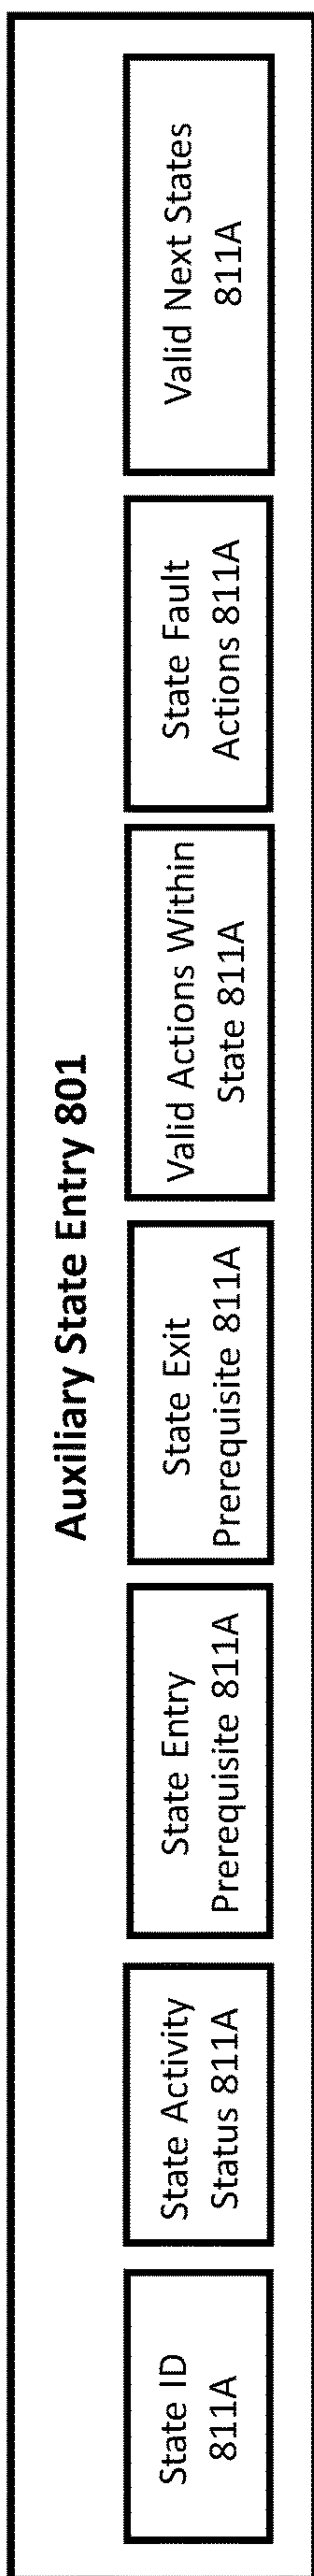 Auxiliary State Entry 801
State ID
811A
State Activity
Status 811A
State Entry
Prerequisite 811A
State Exit
Prerequisite 811A
Valid Actions Within
State 811A
State Fault
Actions 811A
Valid Next States
811A